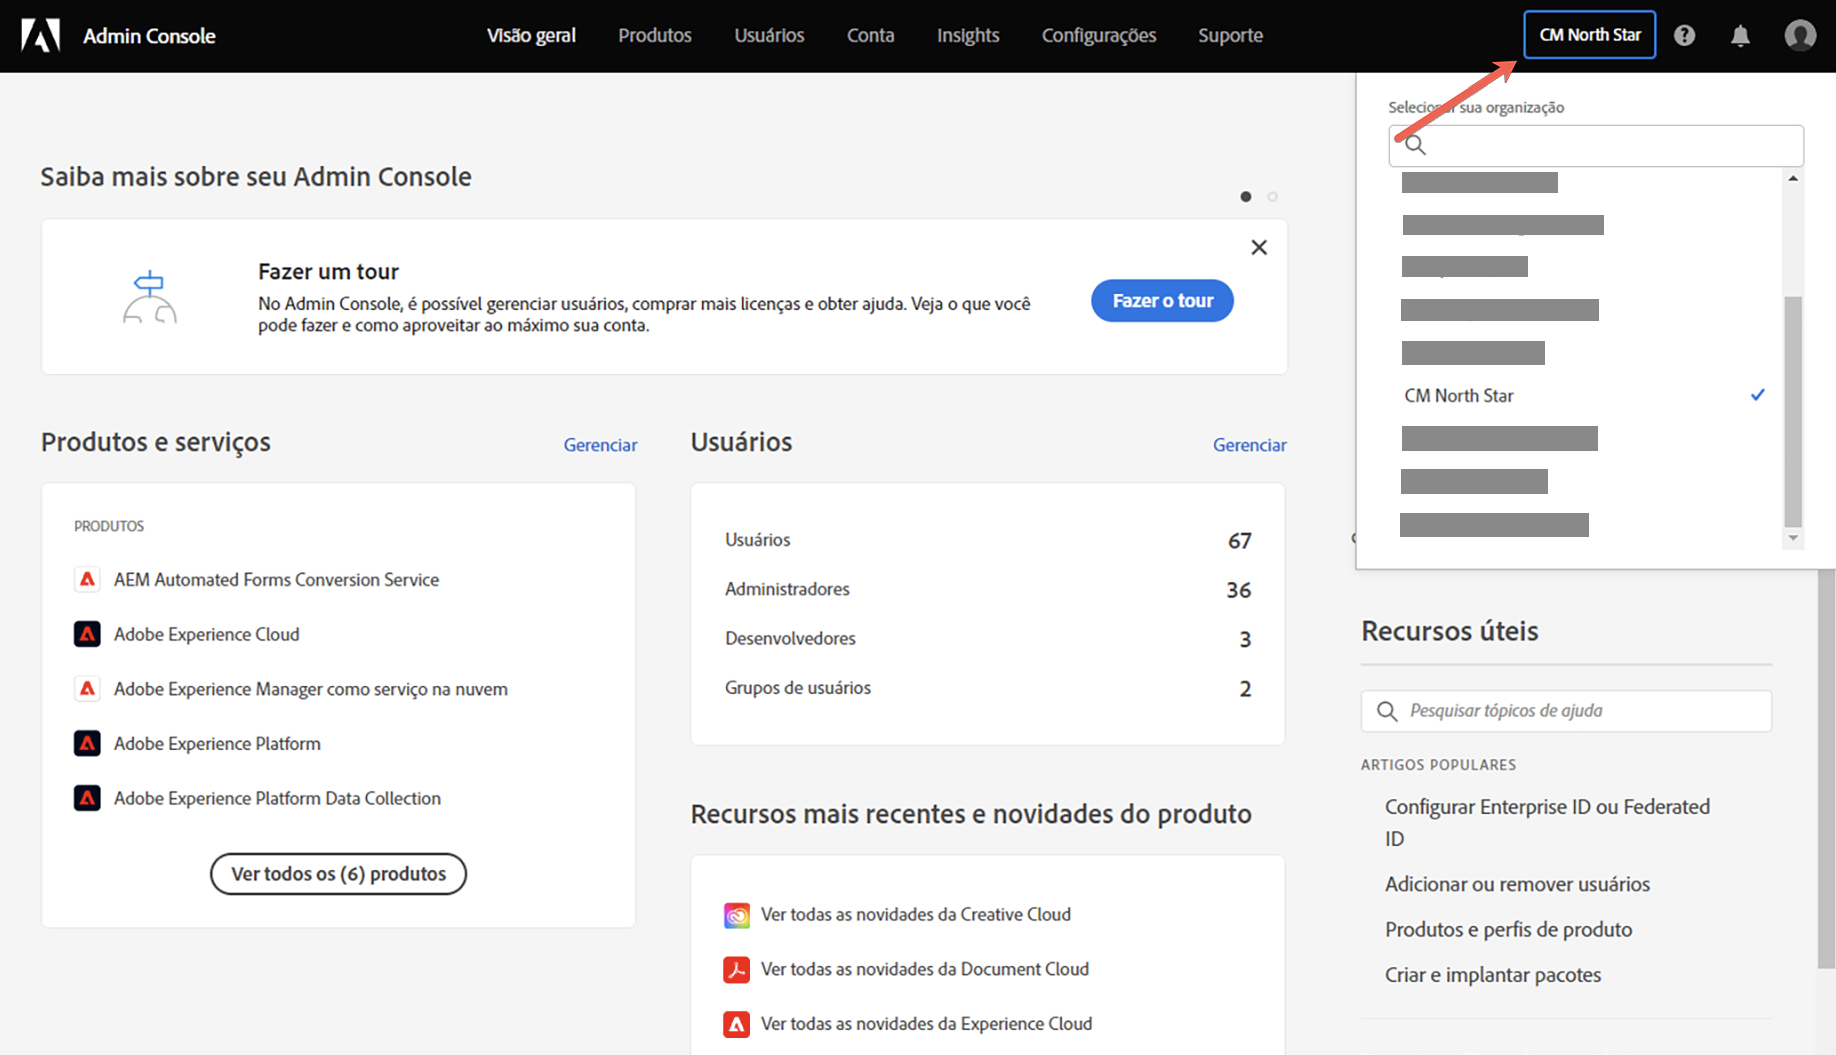 Admin Console
Visão geral
Produtos
Usuários
Conta
Insights
Configurações
Suporte
CM North Star
Selecionar sua organização
CM North Star
Saiba mais sobre seu Admin Console
Fazer um tour
No Admin Console, é possível gerenciar usuários, comprar mais licenças e obter ajuda. Veja o que você
pode fazer e como aproveitar ao máximo sua conta.
Fazer o tour
Produtos e serviços
Gerenciar
PRODUTOS
AEM Automated Forms Conversion Service
Adobe Experience Cloud
Adobe Experience Manager como serviço na nuvem
Adobe Experience Platform
Adobe Experience Platform Data Collection
Ver todos os (6) produtos
Usuários
Gerenciar
Usuários 67
Administradores 36
Desenvolvedores 3
Grupos de usuários 2
Recursos mais recentes e novidades do produto
Ver todas as novidades da Creative Cloud
Ver todas as novidades da Document Cloud
Ver todas as novidades da Experience Cloud
Recursos úteis
Pesquisar tópicos de ajuda
ARTIGOS POPULARES
Configurar Enterprise ID ou Federated
ID
Adicionar ou remover usuários
Produtos e perfis de produto
Criar e implantar pacotes